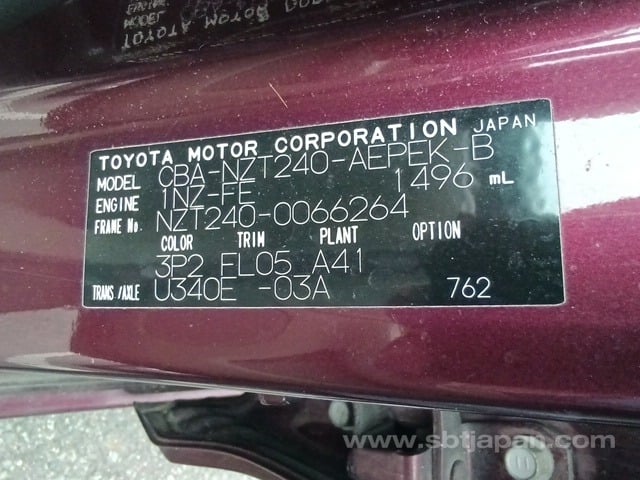 TOYOTA MOTOR CORPORATION JAPAN
MODEL CBA-NZT240-AEPEK-B
ENGINE 1NZ-FE 1496 mL
FRAME No. NZT240-0066264
COLOR TRIM PLANT OPTION
3P2 FL05 A41
TRANS/AXLE U340E -03A 762
www.sbtjapan.com